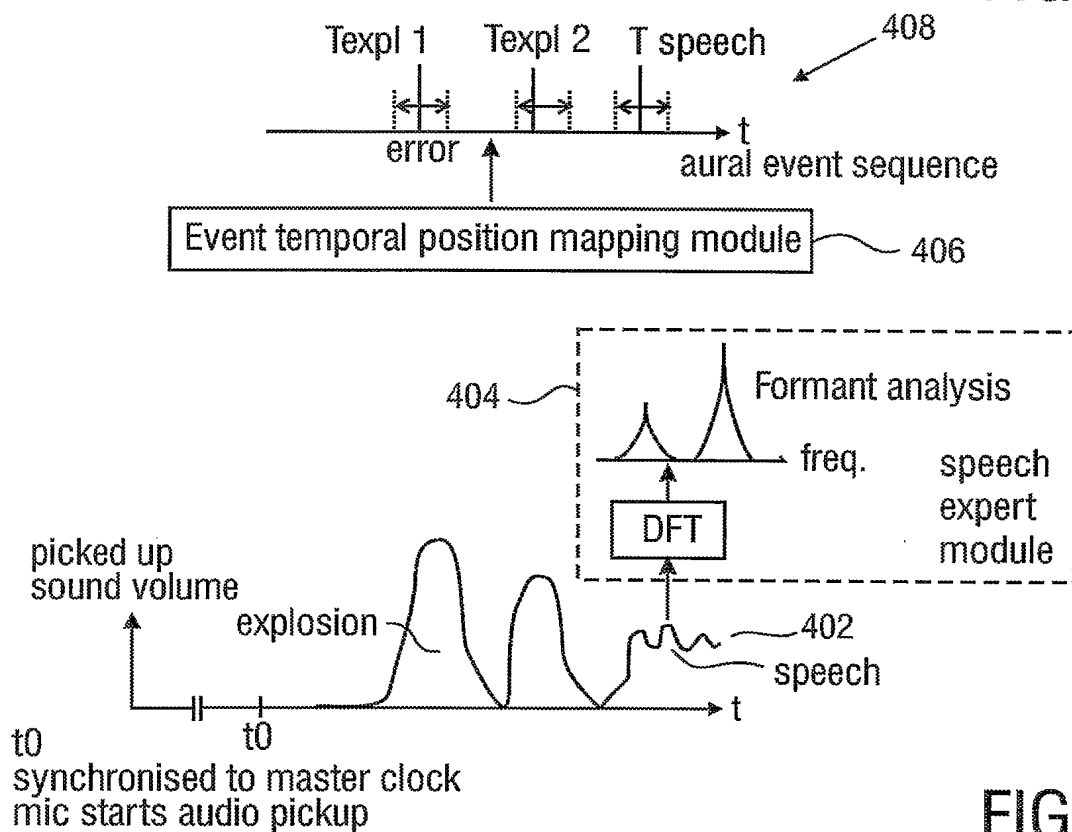 408
Texpl 1 Texpl 2 T speech
t
error
aural event sequence
Event temporal position mapping module
406
404
Formant analysis
freq.
speech
expert
module
DFT
picked up
sound volume
explosion
402
speech
t
t0
t0
synchronised to master clock
mic starts audio pickup
FIG